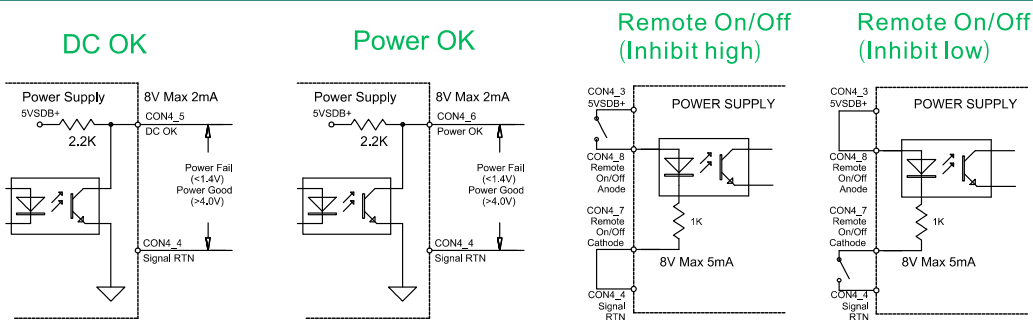 DC OK
Power Supply
5VSDB+
2.2K
8V Max 2mA
CON4_5
DC OK
Power Fail
(<1.4V)
Power Good
(>4.0V)
CON4_4
Signal RTN
Power OK
Power Supply
5VSDB+
2.2K
8V Max 2mA
CON4_6
Power OK
Power Fail
(<1.4V)
Power Good
(>4.0V)
CON4_4
Signal RTN
Remote On/Off
(Inhibit high)
CON4_3
5VSDB+
POWER SUPPLY
CON4_8
Remote
On/Off
Anode
CON4_7
Remote
On/Off
Cathode
1K
8V Max 5mA
CON4_4
Signal
RTN
Remote On/Off
(Inhibit low)
CON4_3
5VSDB+
POWER SUPPLY
CON4_8
Remote
On/Off
Anode
CON4_7
Remote
On/Off
Cathode
1K
8V Max 5mA
CON4_4
Signal
RTN